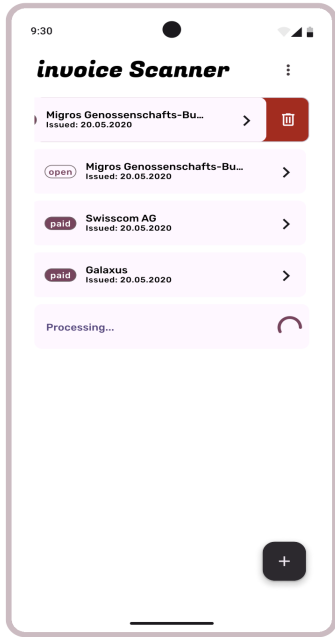 9:30
invoice Scanner
Migros Genossenschafts-Bu...
Issued: 20.05.2020
open
Migros Genossenschafts-Bu...
Issued: 20.05.2020
paid
Swisscom AG
Issued: 20.05.2020
paid
Galaxus
Issued: 20.05.2020
Processing...